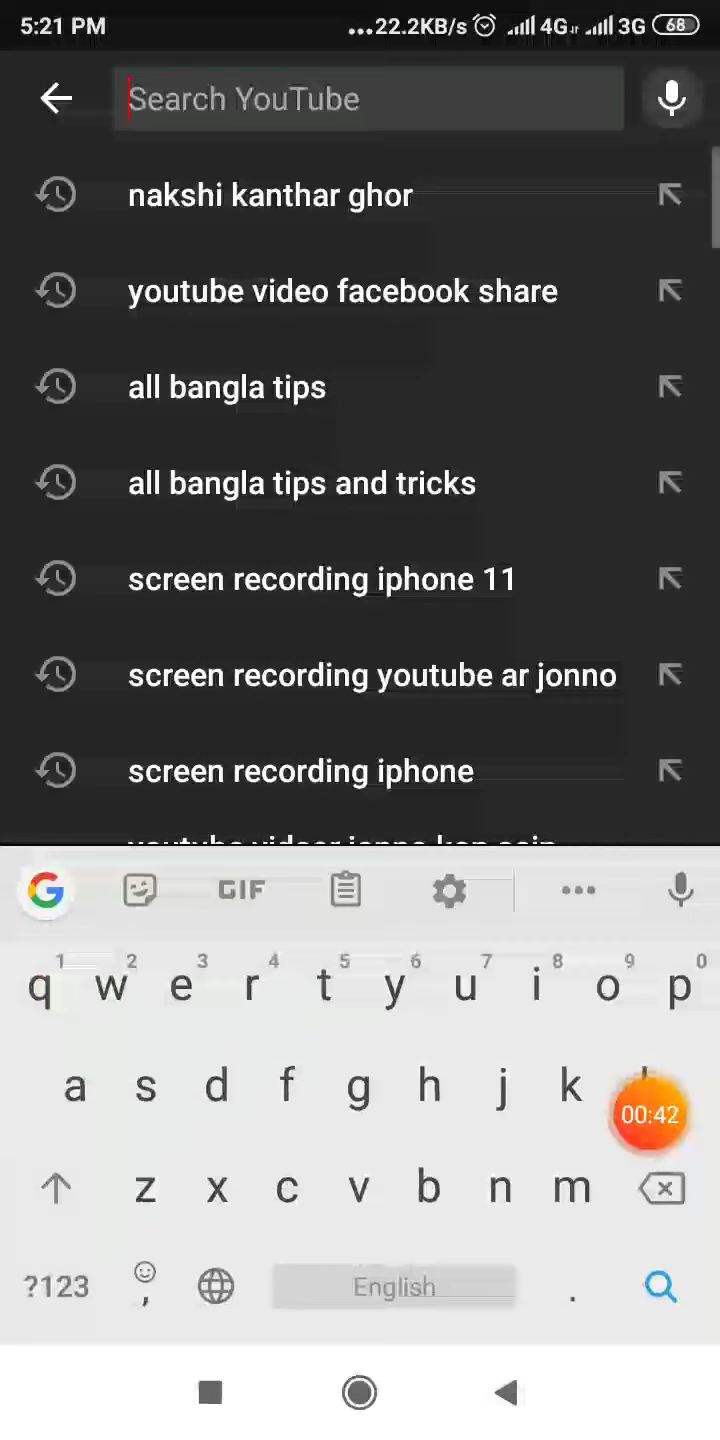 5:21 PM ...22.2KB/s 4G 3G 68
Search YouTube
nakshi kanthar ghor
youtube video facebook share
all bangla tips
all bangla tips and tricks
screen recording iphone 11
screen recording youtube ar jonno
screen recording iphone
GIF
1 2 3 4 5 6 7 8 9 0
q w e r t y u i o p
a s d f g h j k
00:42
z x c v b n m
?123 , English .